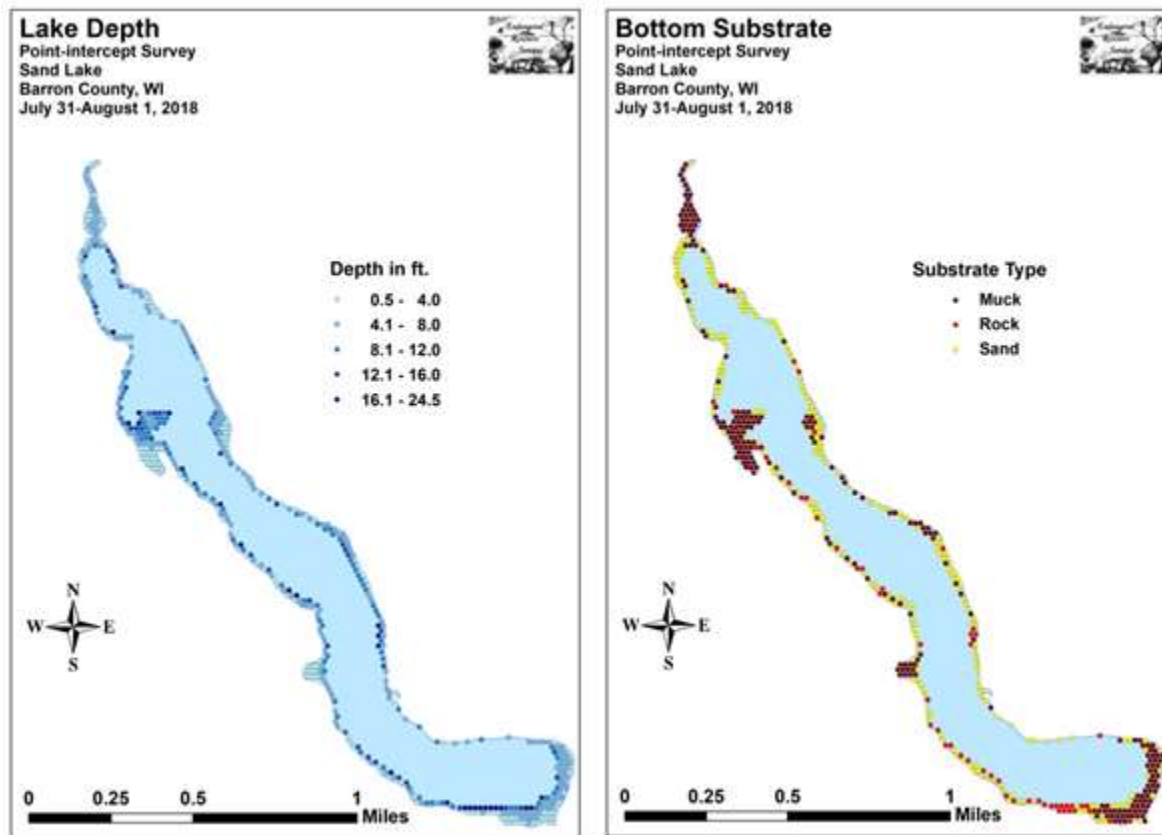 Lake Depth
Point-intercept Survey
Sand Lake
Barron County, WI
July 31-August 1, 2018
Depth in ft.
0.5 - 4.0
4.1 - 8.0
8.1 - 12.0
12.1 - 16.0
16.1 - 24.5
N
W E
S
0 0.25 0.5 1
Miles
Bottom Substrate
Point-intercept Survey
Sand Lake
Barron County, WI
July 31-August 1, 2018
Substrate Type
Muck
Rock
Sand
N
W E
S
0 0.25 0.5 1
Miles